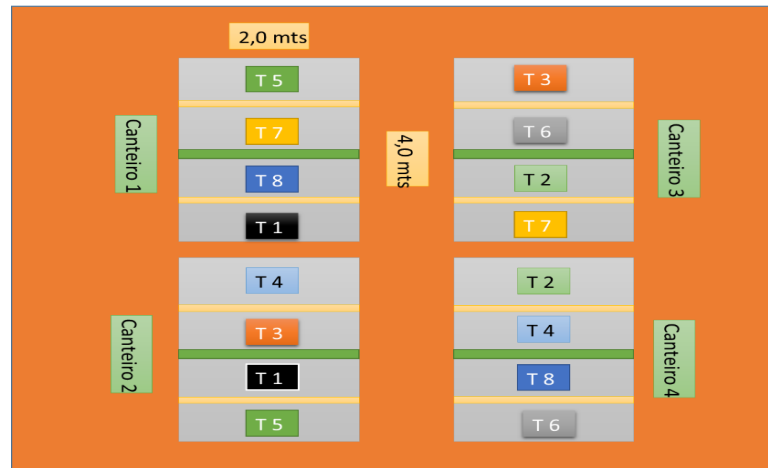 2,0 mts
Canteiro 1
T 5
T 7
T 8
T 1
4,0 mts
T 3
T 6
T 2
T 7
Canteiro 3
Canteiro 2
T 4
T 3
T 1
T 5
T 2
T 4
T 8
T 6
Canteiro 4